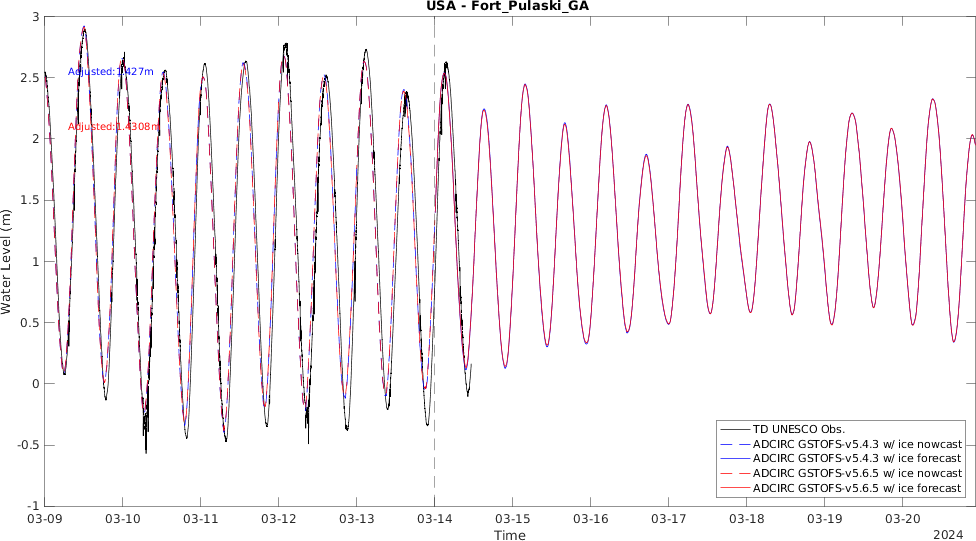 USA - Fort_Pulaski_GA
3
2.5
2
1.5
1
0.5
0
-0.5
-1
Water Level (m)
Adjusted:1.427m
Adjusted:1.4308m
TD UNESCO Obs.
ADCIRC GSTOFS-v5.4.3 w/ ice nowcast
ADCIRC GSTOFS-v5.4.3 w/ ice forecast
ADCIRC GSTOFS-v5.6.5 w/ ice nowcast
ADCIRC GSTOFS-v5.6.5 w/ ice forecast
03-09 03-10 03-11 03-12 03-13 03-14 03-15 03-16 03-17 03-18 03-19 03-20
Time
2024